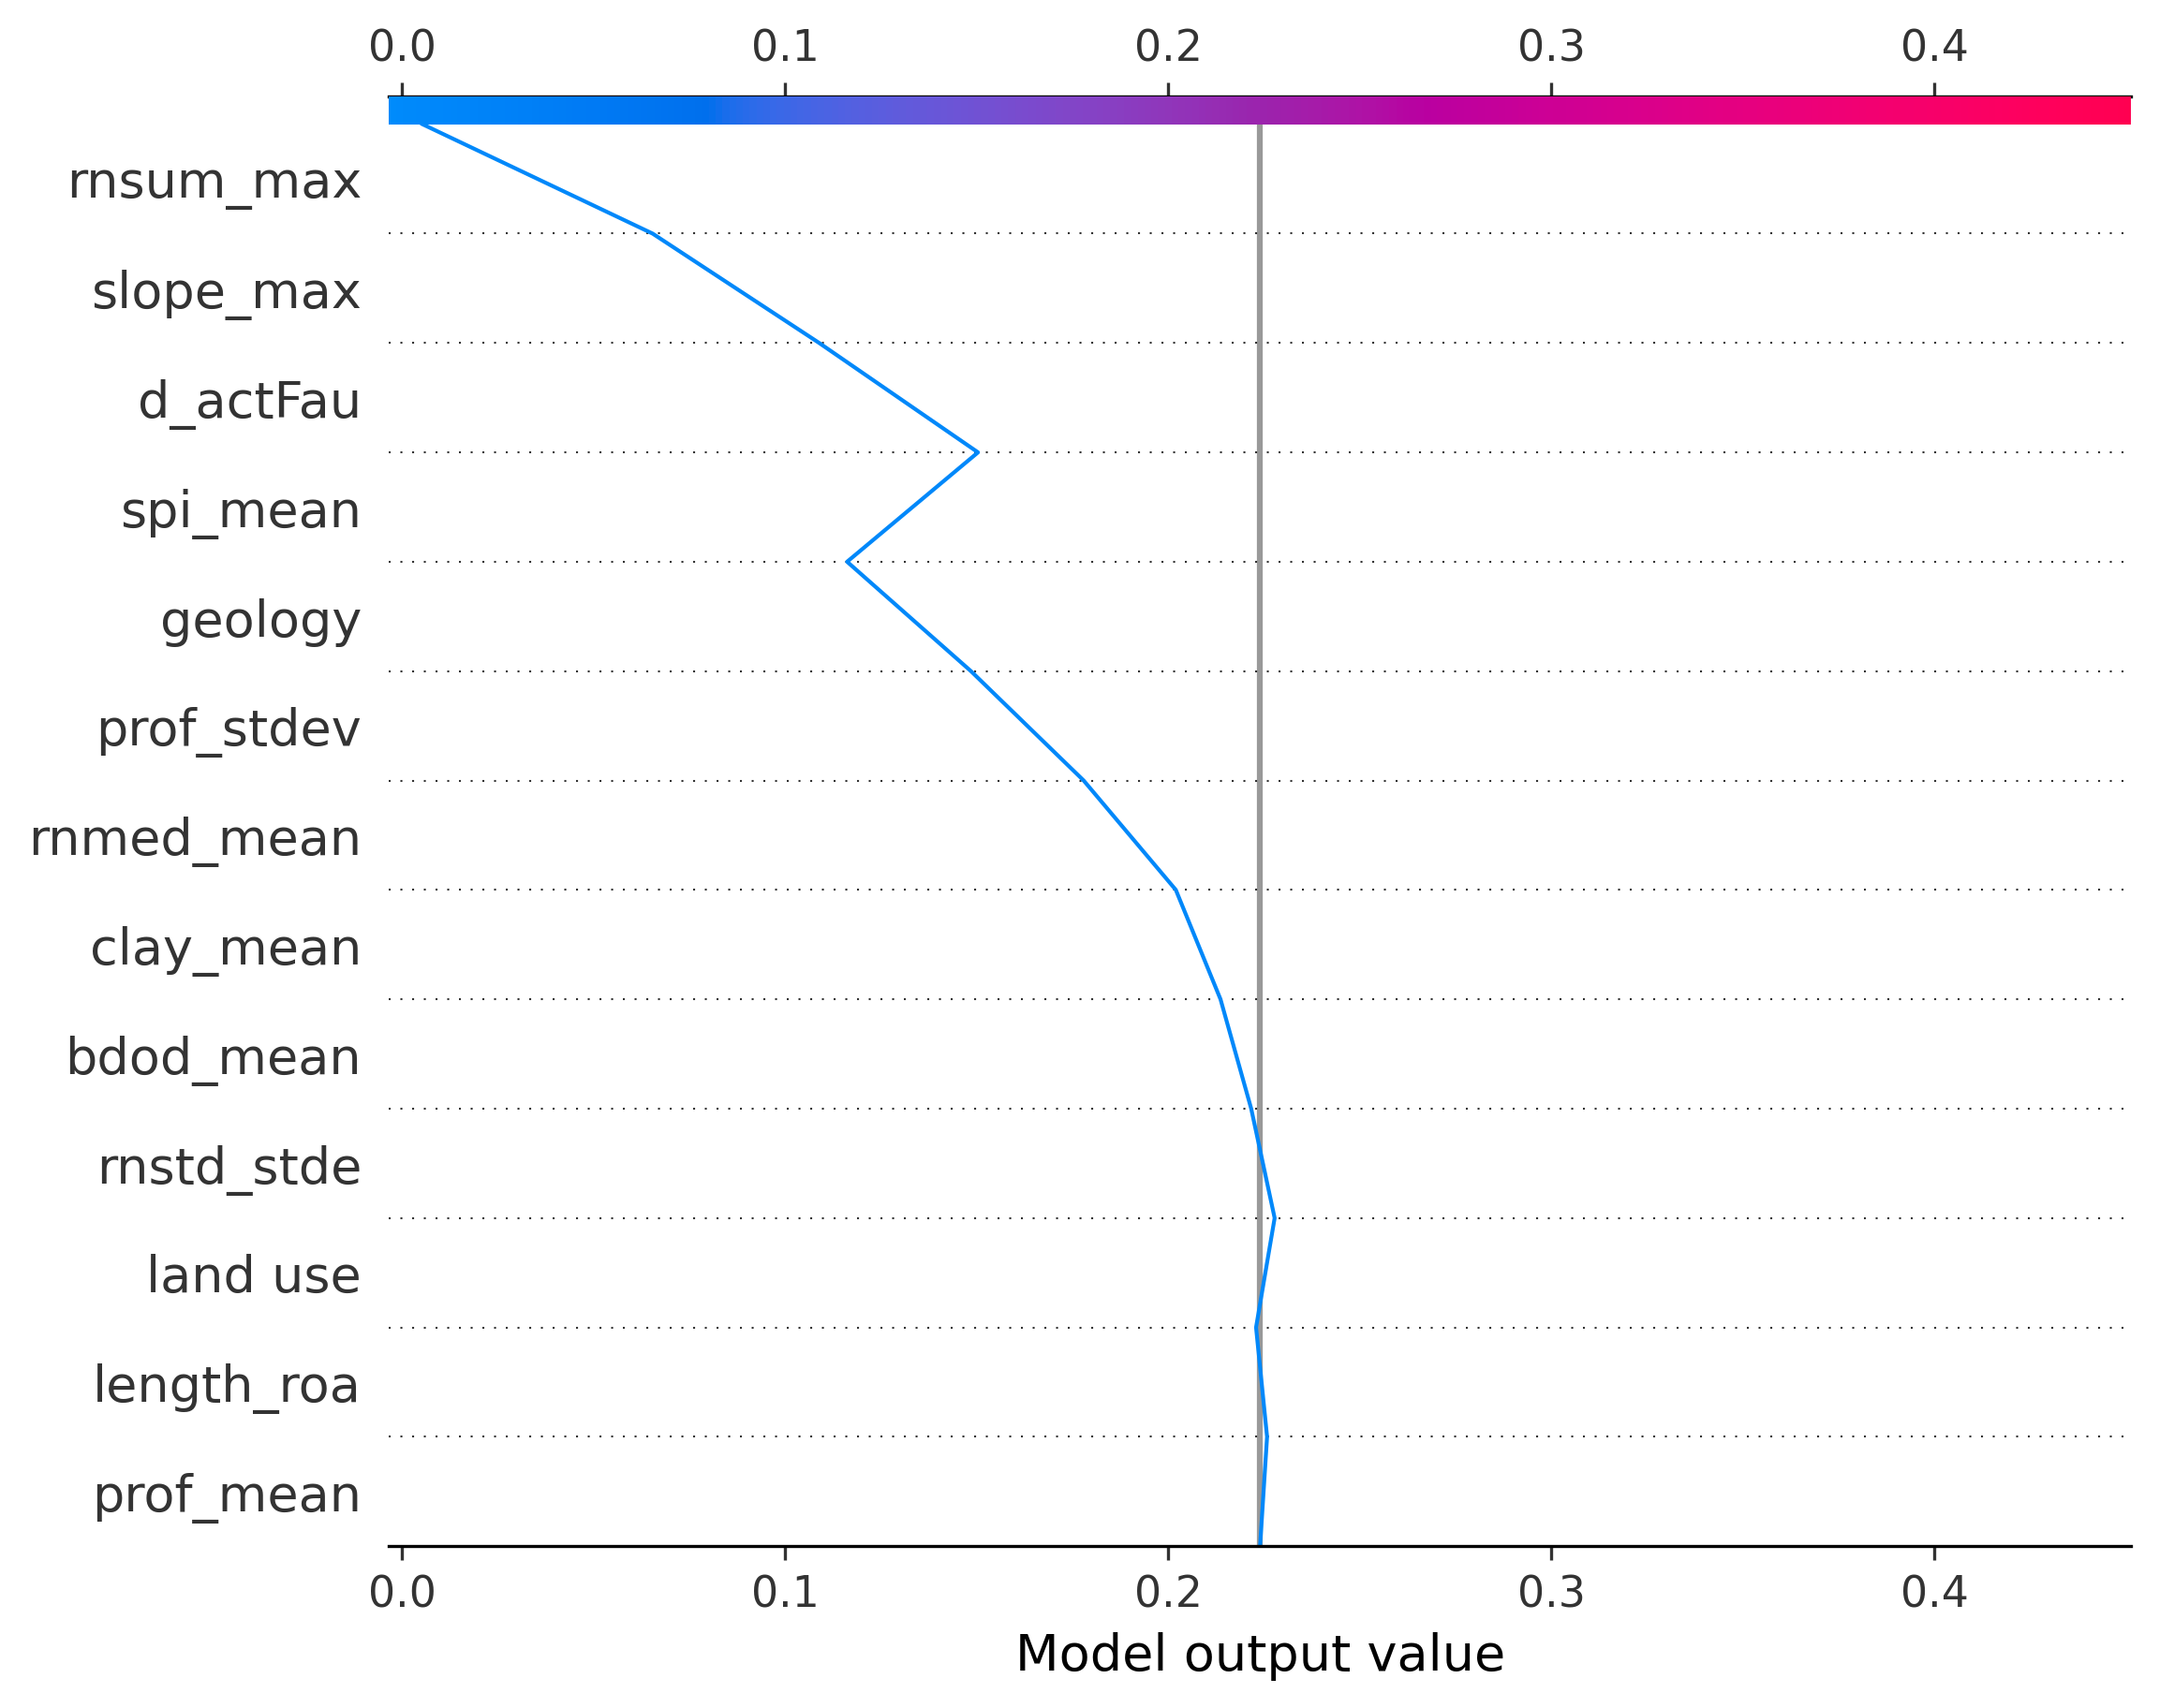 0.0 0.1 0.2 0.3 0.4
rnsum_max
slope_max
d_actFau
spi_mean
geology
prof_stdev
rnmed_mean
clay_mean
bdod_mean
rnstd_stde
land use
length_roa
prof_mean
0.0 0.1 0.2 0.3 0.4
Model output value